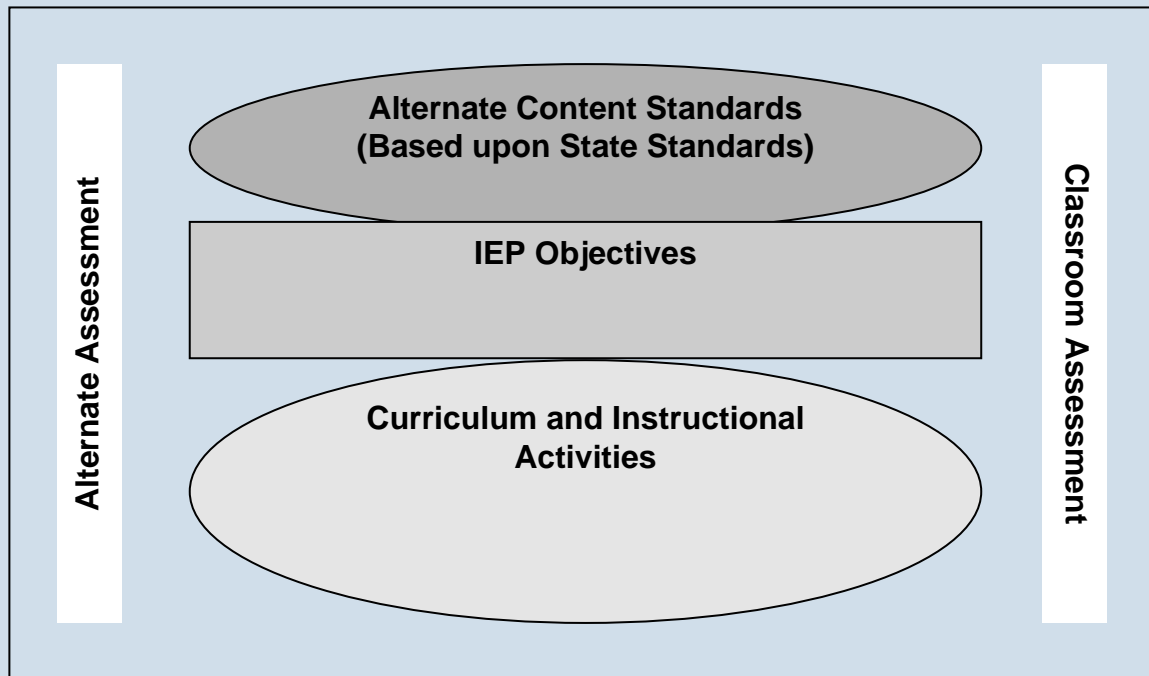 Alternate Assessment
Alternate Content Standards
(Based upon State Standards)
IEP Objectives
Curriculum and Instructional
Activities
Classroom Assessment